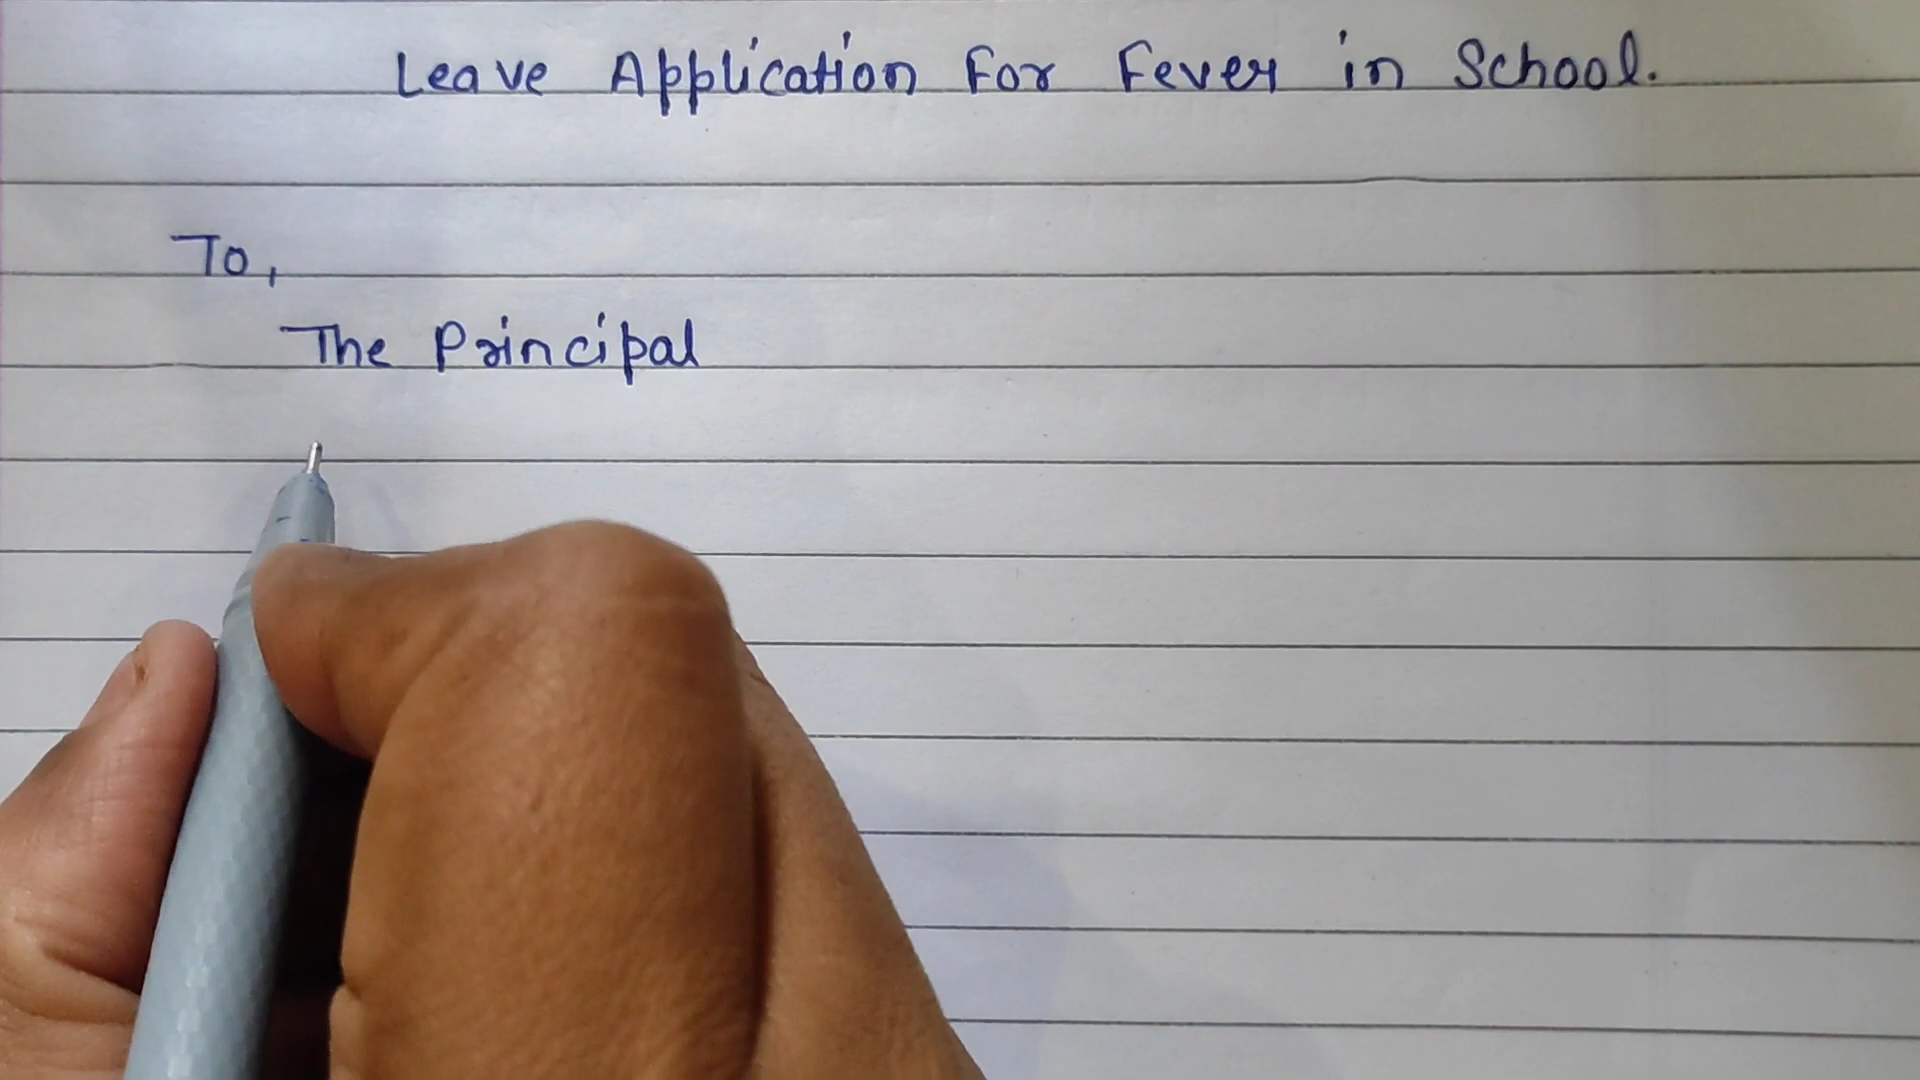 Leave Application For Fever in School.
To,
The Principal